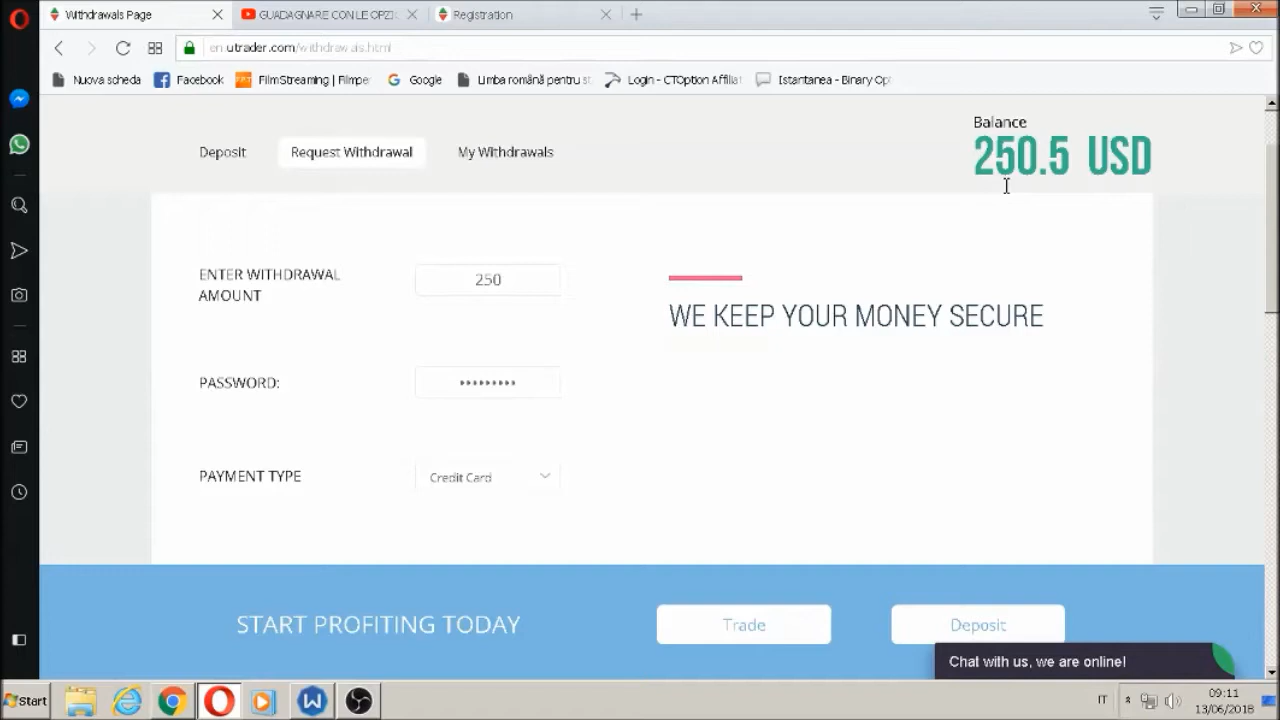 Withdrawals Page
GUADAGNARE CON LE OPZI
Registration
en.utrader.com/withdrawals.html
Nuova scheda
Facebook
FilmStreaming | Filmpe
Google
Limba română pentru st
Login - CTOption Affiliat
Istantanea - Binary Op
Balance
250.5 USD
Deposit
Request Withdrawal
My Withdrawals
ENTER WITHDRAWAL
AMOUNT
250
WE KEEP YOUR MONEY SECURE
PASSWORD:
•••••••••
PAYMENT TYPE
Credit Card
START PROFITING TODAY
Trade
Deposit
Chat with us, we are online!
Start
IT
09:11
13/06/2018